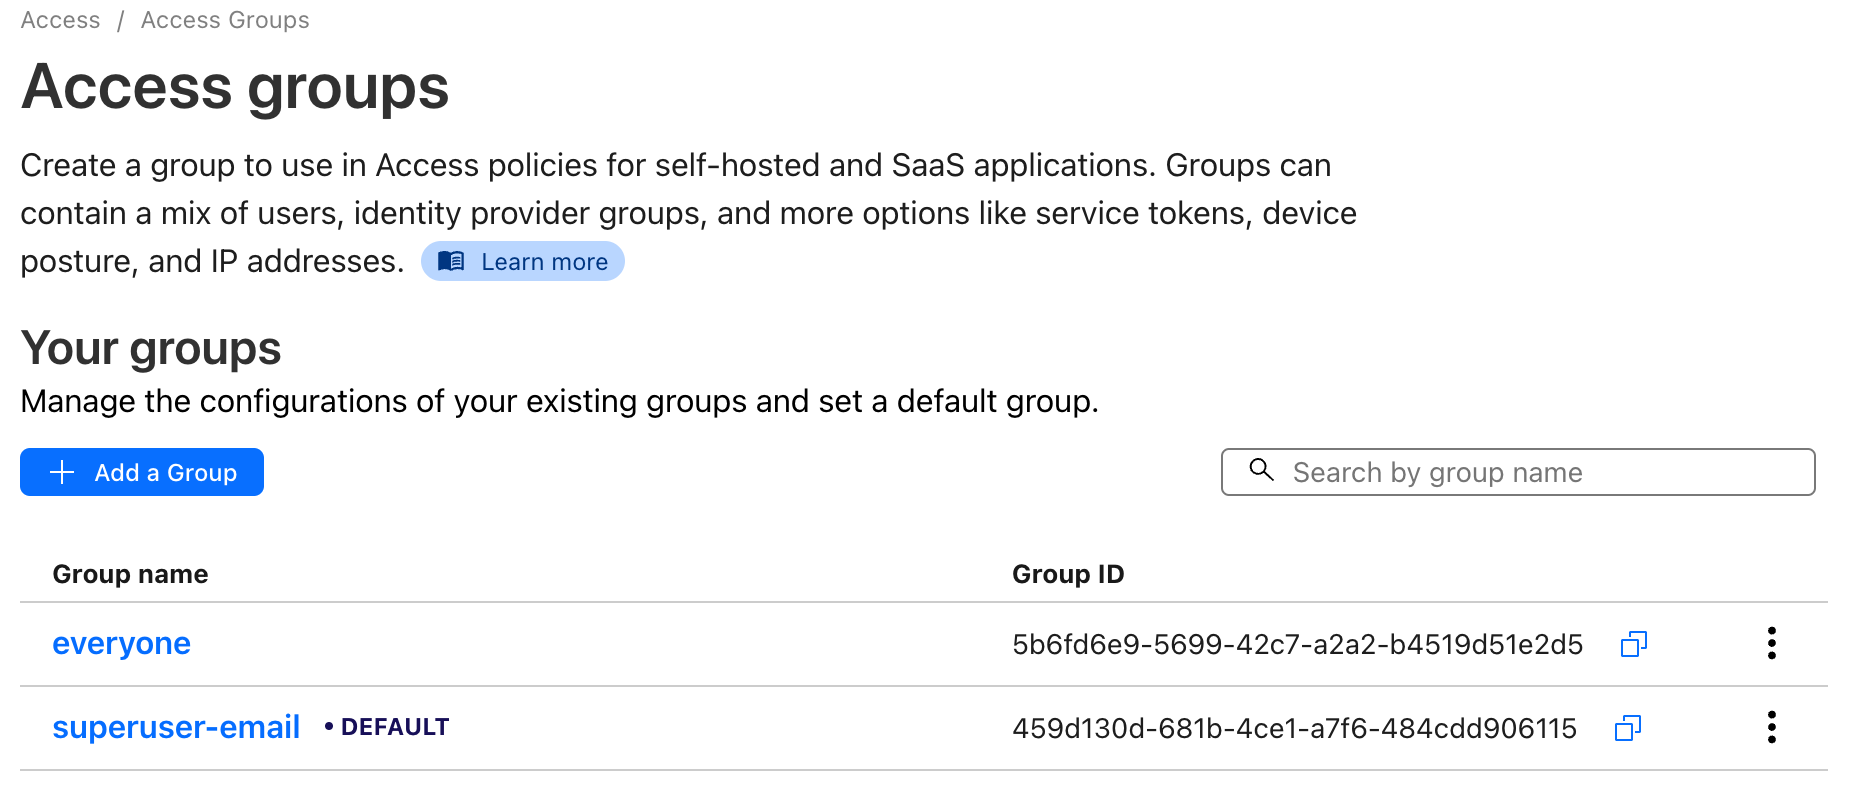 Access / Access Groups
Access groups
Create a group to use in Access policies for self-hosted and SaaS applications. Groups can
contain a mix of users, identity provider groups, and more options like service tokens, device
posture, and IP addresses. Learn more
Your groups
Manage the configurations of your existing groups and set a default group.
Add a Group Search by group name
Group name Group ID
everyone 5b6fd6e9-5699-42c7-a2a2-b4519d51e2d5
superuser-email • DEFAULT 459d130d-681b-4ce1-a7f6-484cdd906115